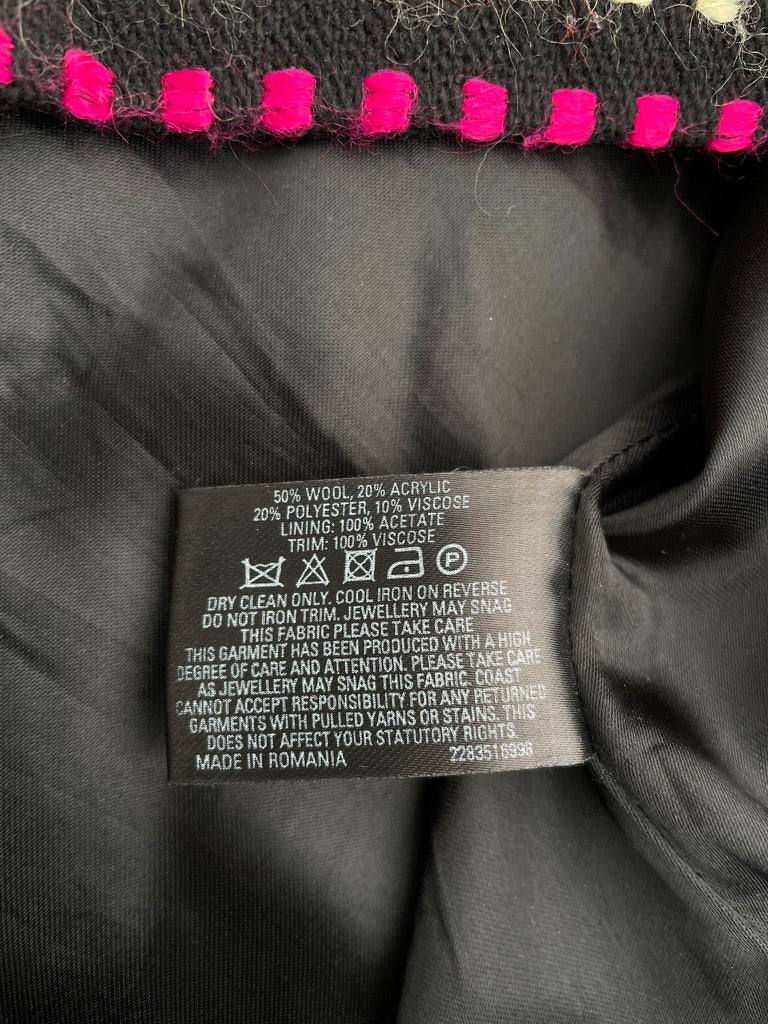 50% WOOL, 20% ACRYLIC
20% POLYESTER, 10% VISCOSE
LINING: 100% ACETATE
TRIM: 100% VISCOSE
P
DRY CLEAN ONLY. COOL IRON ON REVERSE
DO NOT IRON TRIM, JEWELLERY MAY SNAG
THIS FABRIC PLEASE TAKE CARE
THIS GARMENT HAS BEEN PRODUCED WITH A HIGH
DEGREE OF CARE AND ATTENTION. PLEASE TAKE CARE
AS JEWELLERY MAY SNAG THIS FABRIC. COAST
CANNOT ACCEPT RESPONSIBILITY FOR ANY RETURNED
GARMENTS WITH PULLED YARNS OR STAINS. THIS
DOES NOT AFFECT YOUR STATUTORY RIGHTS.
MADE IN ROMANIA 2283516998